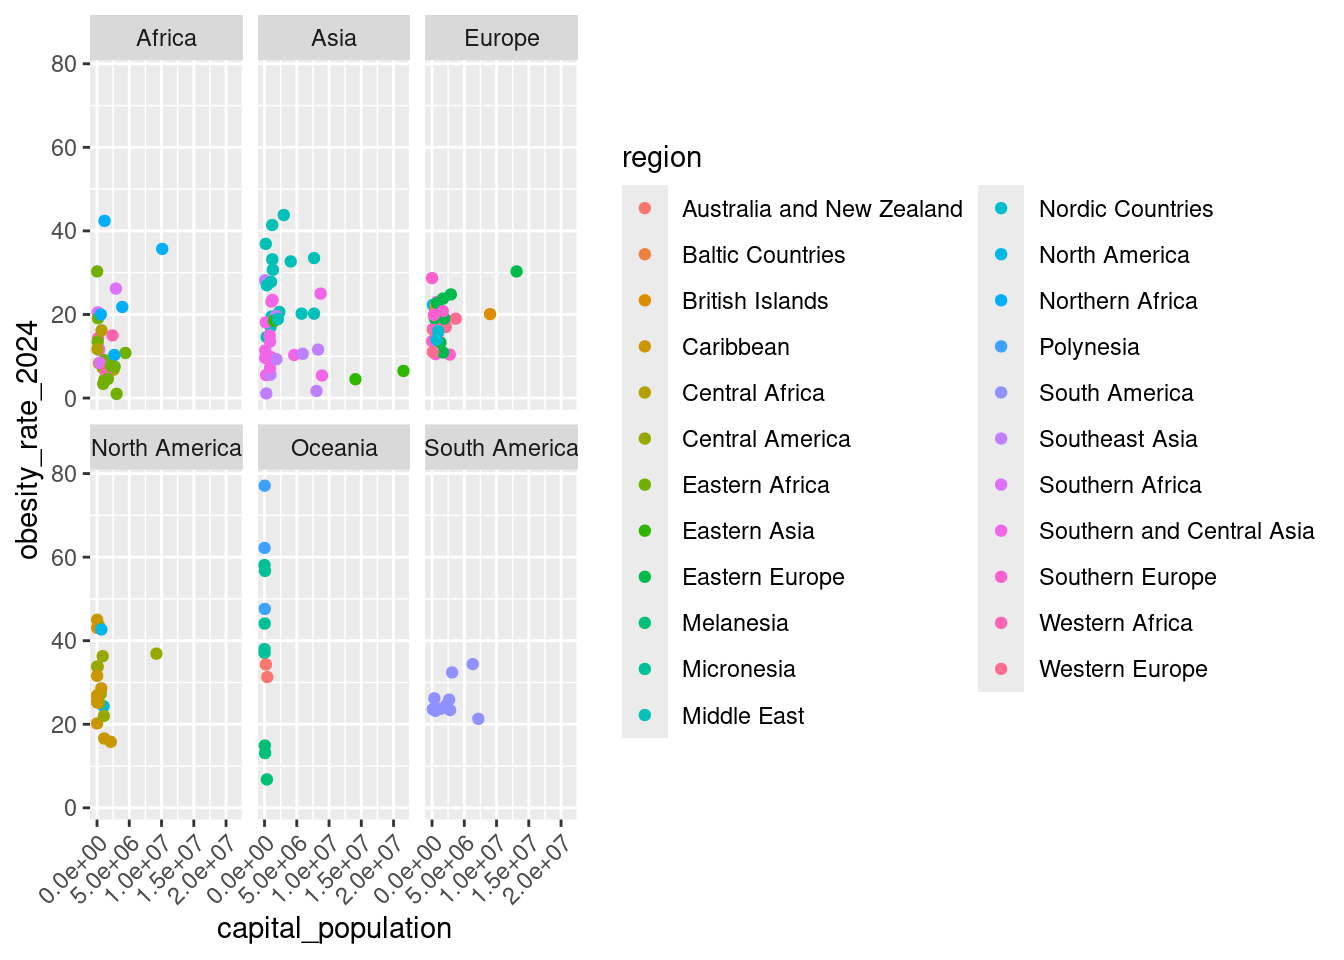 Africa Asia Europe
80
60
40
20
0
North America Oceania South America
80
60
40
20
0
0.0e+00 5.0e+06 1.0e+07 1.5e+07 2.0e+07 0.0e+00 5.0e+06 1.0e+07 1.5e+07 2.0e+07 0.0e+00 5.0e+06 1.0e+07 1.5e+07 2.0e+07
capital_population
obesity_rate_2024
region
Australia and New Zealand
Baltic Countries
British Islands
Caribbean
Central Africa
Central America
Eastern Africa
Eastern Asia
Eastern Europe
Melanesia
Micronesia
Middle East
Nordic Countries
North America
Northern Africa
Polynesia
South America
Southeast Asia
Southern Africa
Southern and Central Asia
Southern Europe
Western Africa
Western Europe